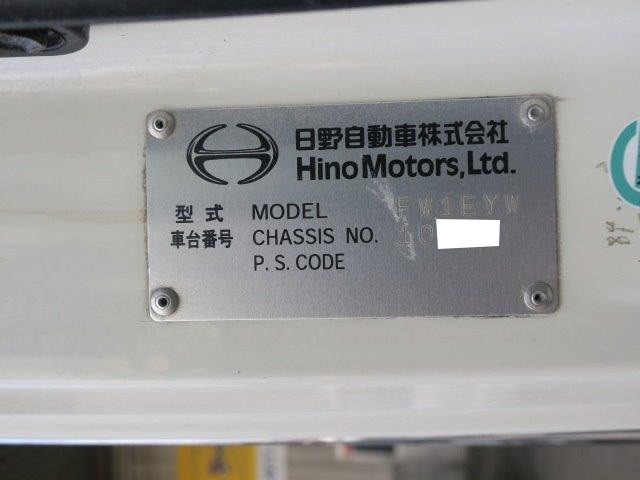 日野自動車株式会社
Hino Motors, Ltd.
型式 MODEL FW1EYW
車台番号 CHASSIS NO. 10
P.S.CODE